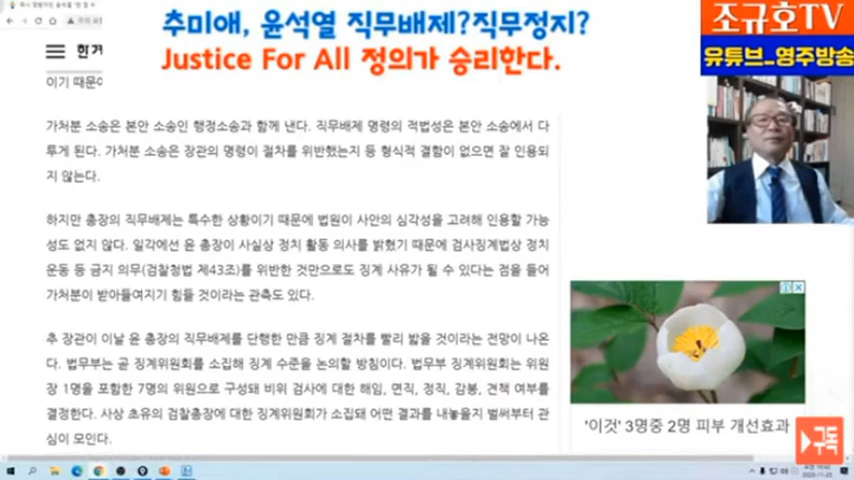 추미애, 윤석열 직무배제?직무정지?
Justice For All 정의가 승리한다.
조규호TV
유튜브_영주방송
한겨
이기 때문이
가처분 소송은 본안 소송인 행정소송과 함께 낸다. 직무배제 명령의 적법성은 본안 소송에서 다
투게 된다. 가처분 소송은 장관의 명령이 절차를 위반했는지 등 형식적 결함이 없으면 잘 인용되
지 않는다.
하지만 총장의 직무배제는 특수한 상황이기 때문에 법원이 사안의 심각성을 고려해 인용할 가능
성도 없지 않다. 일각에선 윤 총장이 사실상 정치 활동 의사를 밝혔기 때문에 검사징계법상 정치
운동 등 금지 의무(검찰청법 제43조)를 위반한 것만으로도 징계 사유가 될 수 있다는 점을 들어
가처분이 받아들여지기 힘들 것이라는 관측도 있다.
추 장관이 이날 윤 총장의 직무배제를 단행한 만큼 징계 절차를 빨리 밟을 것이라는 전망이 나온
다. 법무부는 곧 징계위원회를 소집해 징계 수준을 논의할 방침이다. 법무부 징계위원회는 위원
장 1명을 포함한 7명의 위원으로 구성돼 비위 검사에 대한 해임, 면직, 정직, 감봉, 견책 여부를
결정한다. 사상 초유의 검찰총장에 대한 징계위원회가 소집돼 어떤 결과를 내놓을지 벌써부터 관
심이 모인다.
'이것' 3명중 2명 피부 개선효과
구독